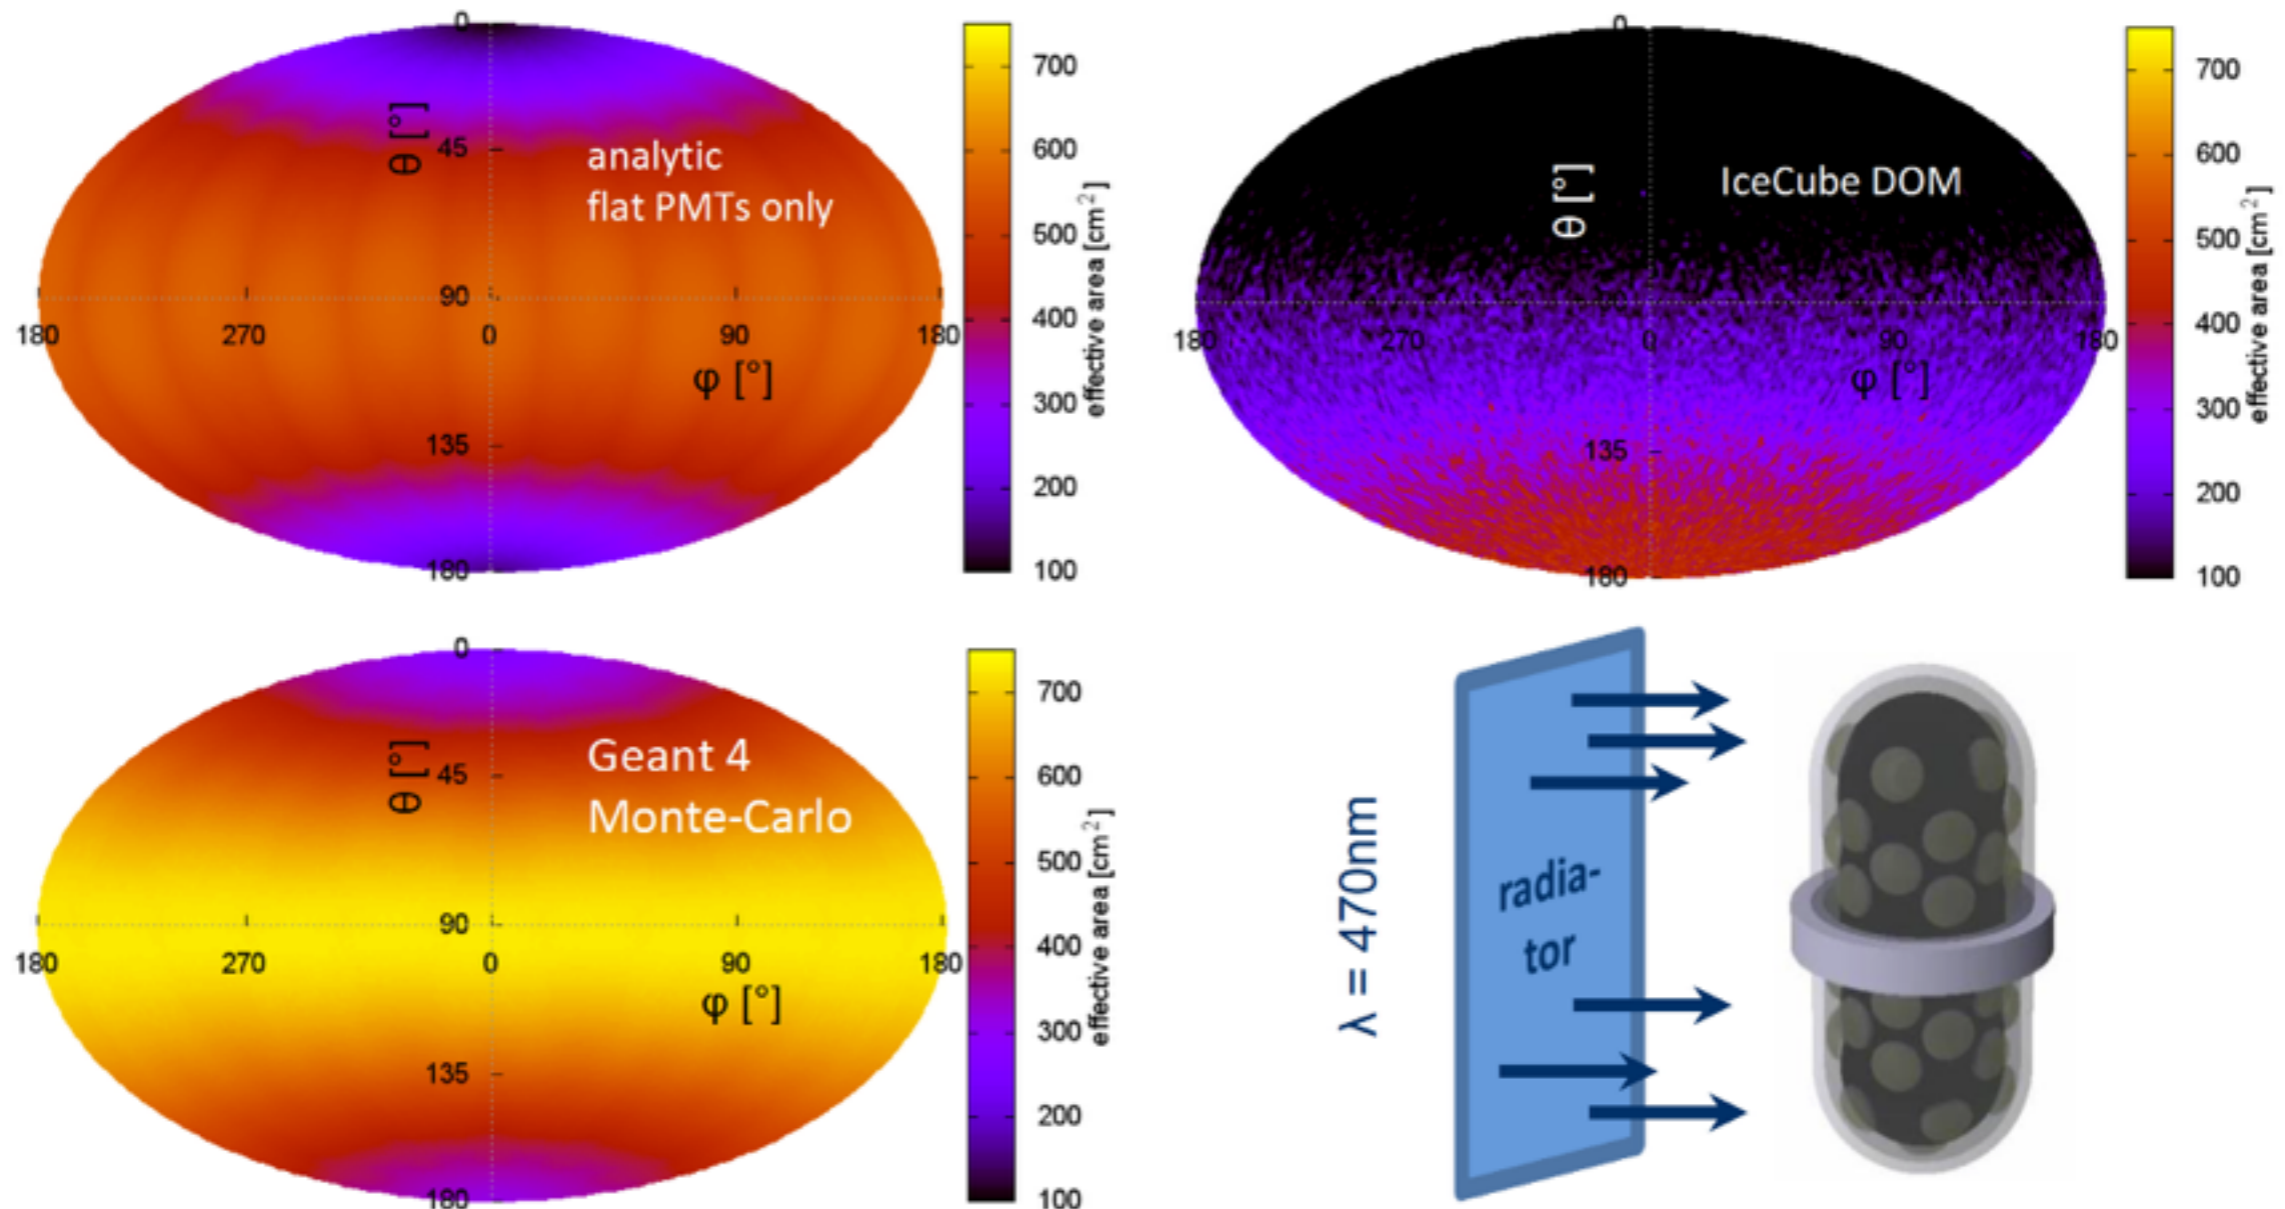 0
θ [°]
45
analytic
flat PMTs only
90
180
270
0
90
180
φ [°]
135
180
700
600
500
400
300
200
100
effective area [cm²]
0
θ [°]
IceCube DOM
180
270
0
90
180
φ [°]
135
180
700
600
500
400
300
200
100
effective area [cm²]
0
θ [°]
45
Geant 4
Monte-Carlo
90
180
270
0
90
180
φ [°]
135
180
700
600
500
400
300
200
100
effective area [cm²]
λ = 470nm
radia-
tor